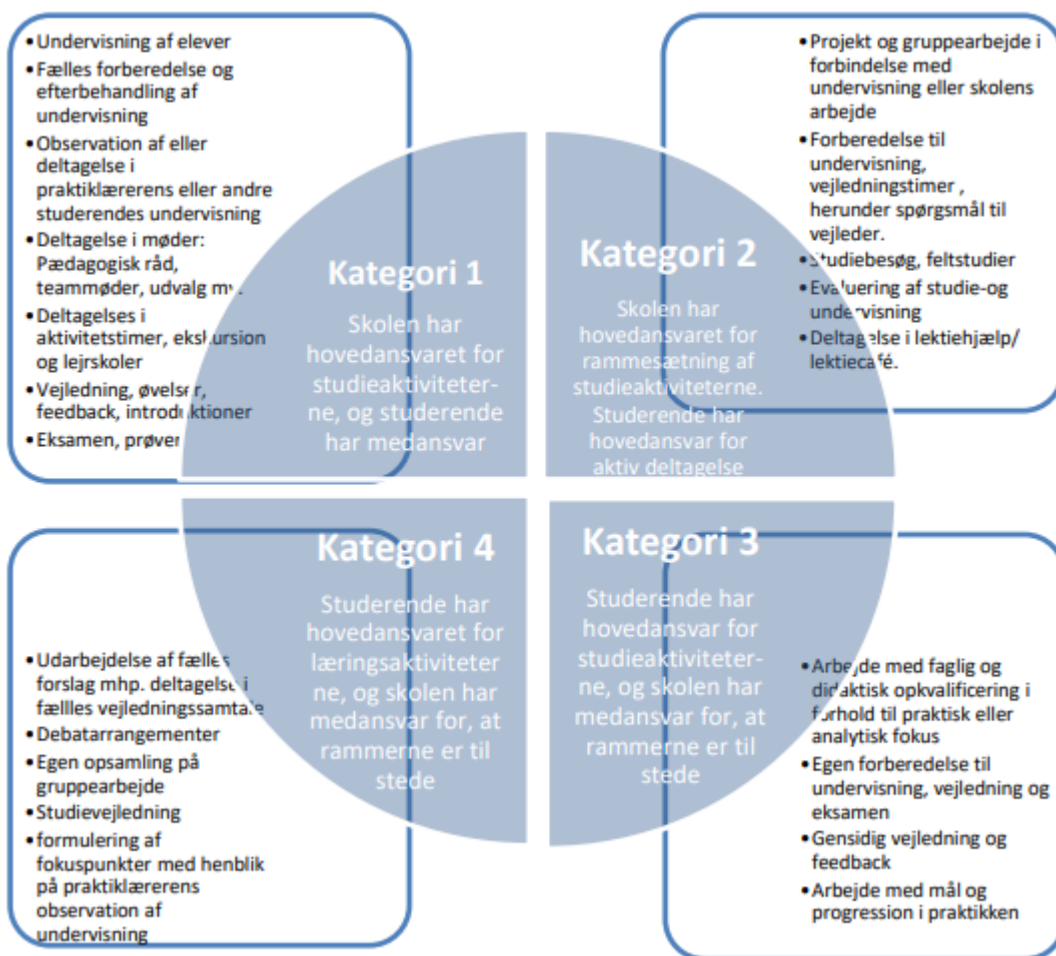 •Undervisning af elever
•Fælles forberedelse og
efterbehandling af
undervisning
•Observation af eller
deltagelse i
praktiklærerens eller andre
studerendes undervisning
•Deltagelse i møder:
Pædagogisk råd,
teammøder, udvalg mv.
•Deltagelses i
aktivitetstimer, ekskursion
og lejrskoler
•Vejledning, øvelser,
feedback, introduktioner
•Eksamen, prøver
Kategori 1
Skolen har
hovedansvaret for
studieaktiviteter-
ne, og studerende
har medansvar
•Projekt og gruppearbejde i
forbindelse med
undervisning eller skolens
arbejde
•Forberedelse til
undervisning,
vejledningstimer ,
herunder spørgsmål til
vejleder.
•Studiebesøg, feltstudier
•Evaluering af studie-og
undervisning
•Deltagelse i lektiehjælp/
lektiecafé.
Kategori 2
Skolen har
hovedansvaret for
rammesætning af
studieaktiviteterne.
Studerende har
hovedansvar for
aktiv deltagelse
Kategori 4
Studerende har
hovedansvaret for
læringsaktiviteter
ne, og skolen har
medansvar for, at
rammerne er til
stede
•Udarbejdelse af fælles
forslag mhp. deltagelse i
fællles vejledningssamtale
•Debatarrangementer
•Egen opsamling på
gruppearbejde
•Studievejledning
•formulering af
fokuspunkter med henblik
på praktiklærerens
observation af
undervisning
Kategori 3
Studerende har
hovedansvar for
studieaktiviteter-
ne, og skolen har
medansvar for, at
rammerne er til
stede
•Arbejde med faglig og
didaktisk opkvalificering i
forhold til praktisk eller
analytisk fokus
•Egen forberedelse til
undervisning, vejledning og
eksamen
•Gensidig vejledning og
feedback
•Arbejde med mål og
progression i praktikken